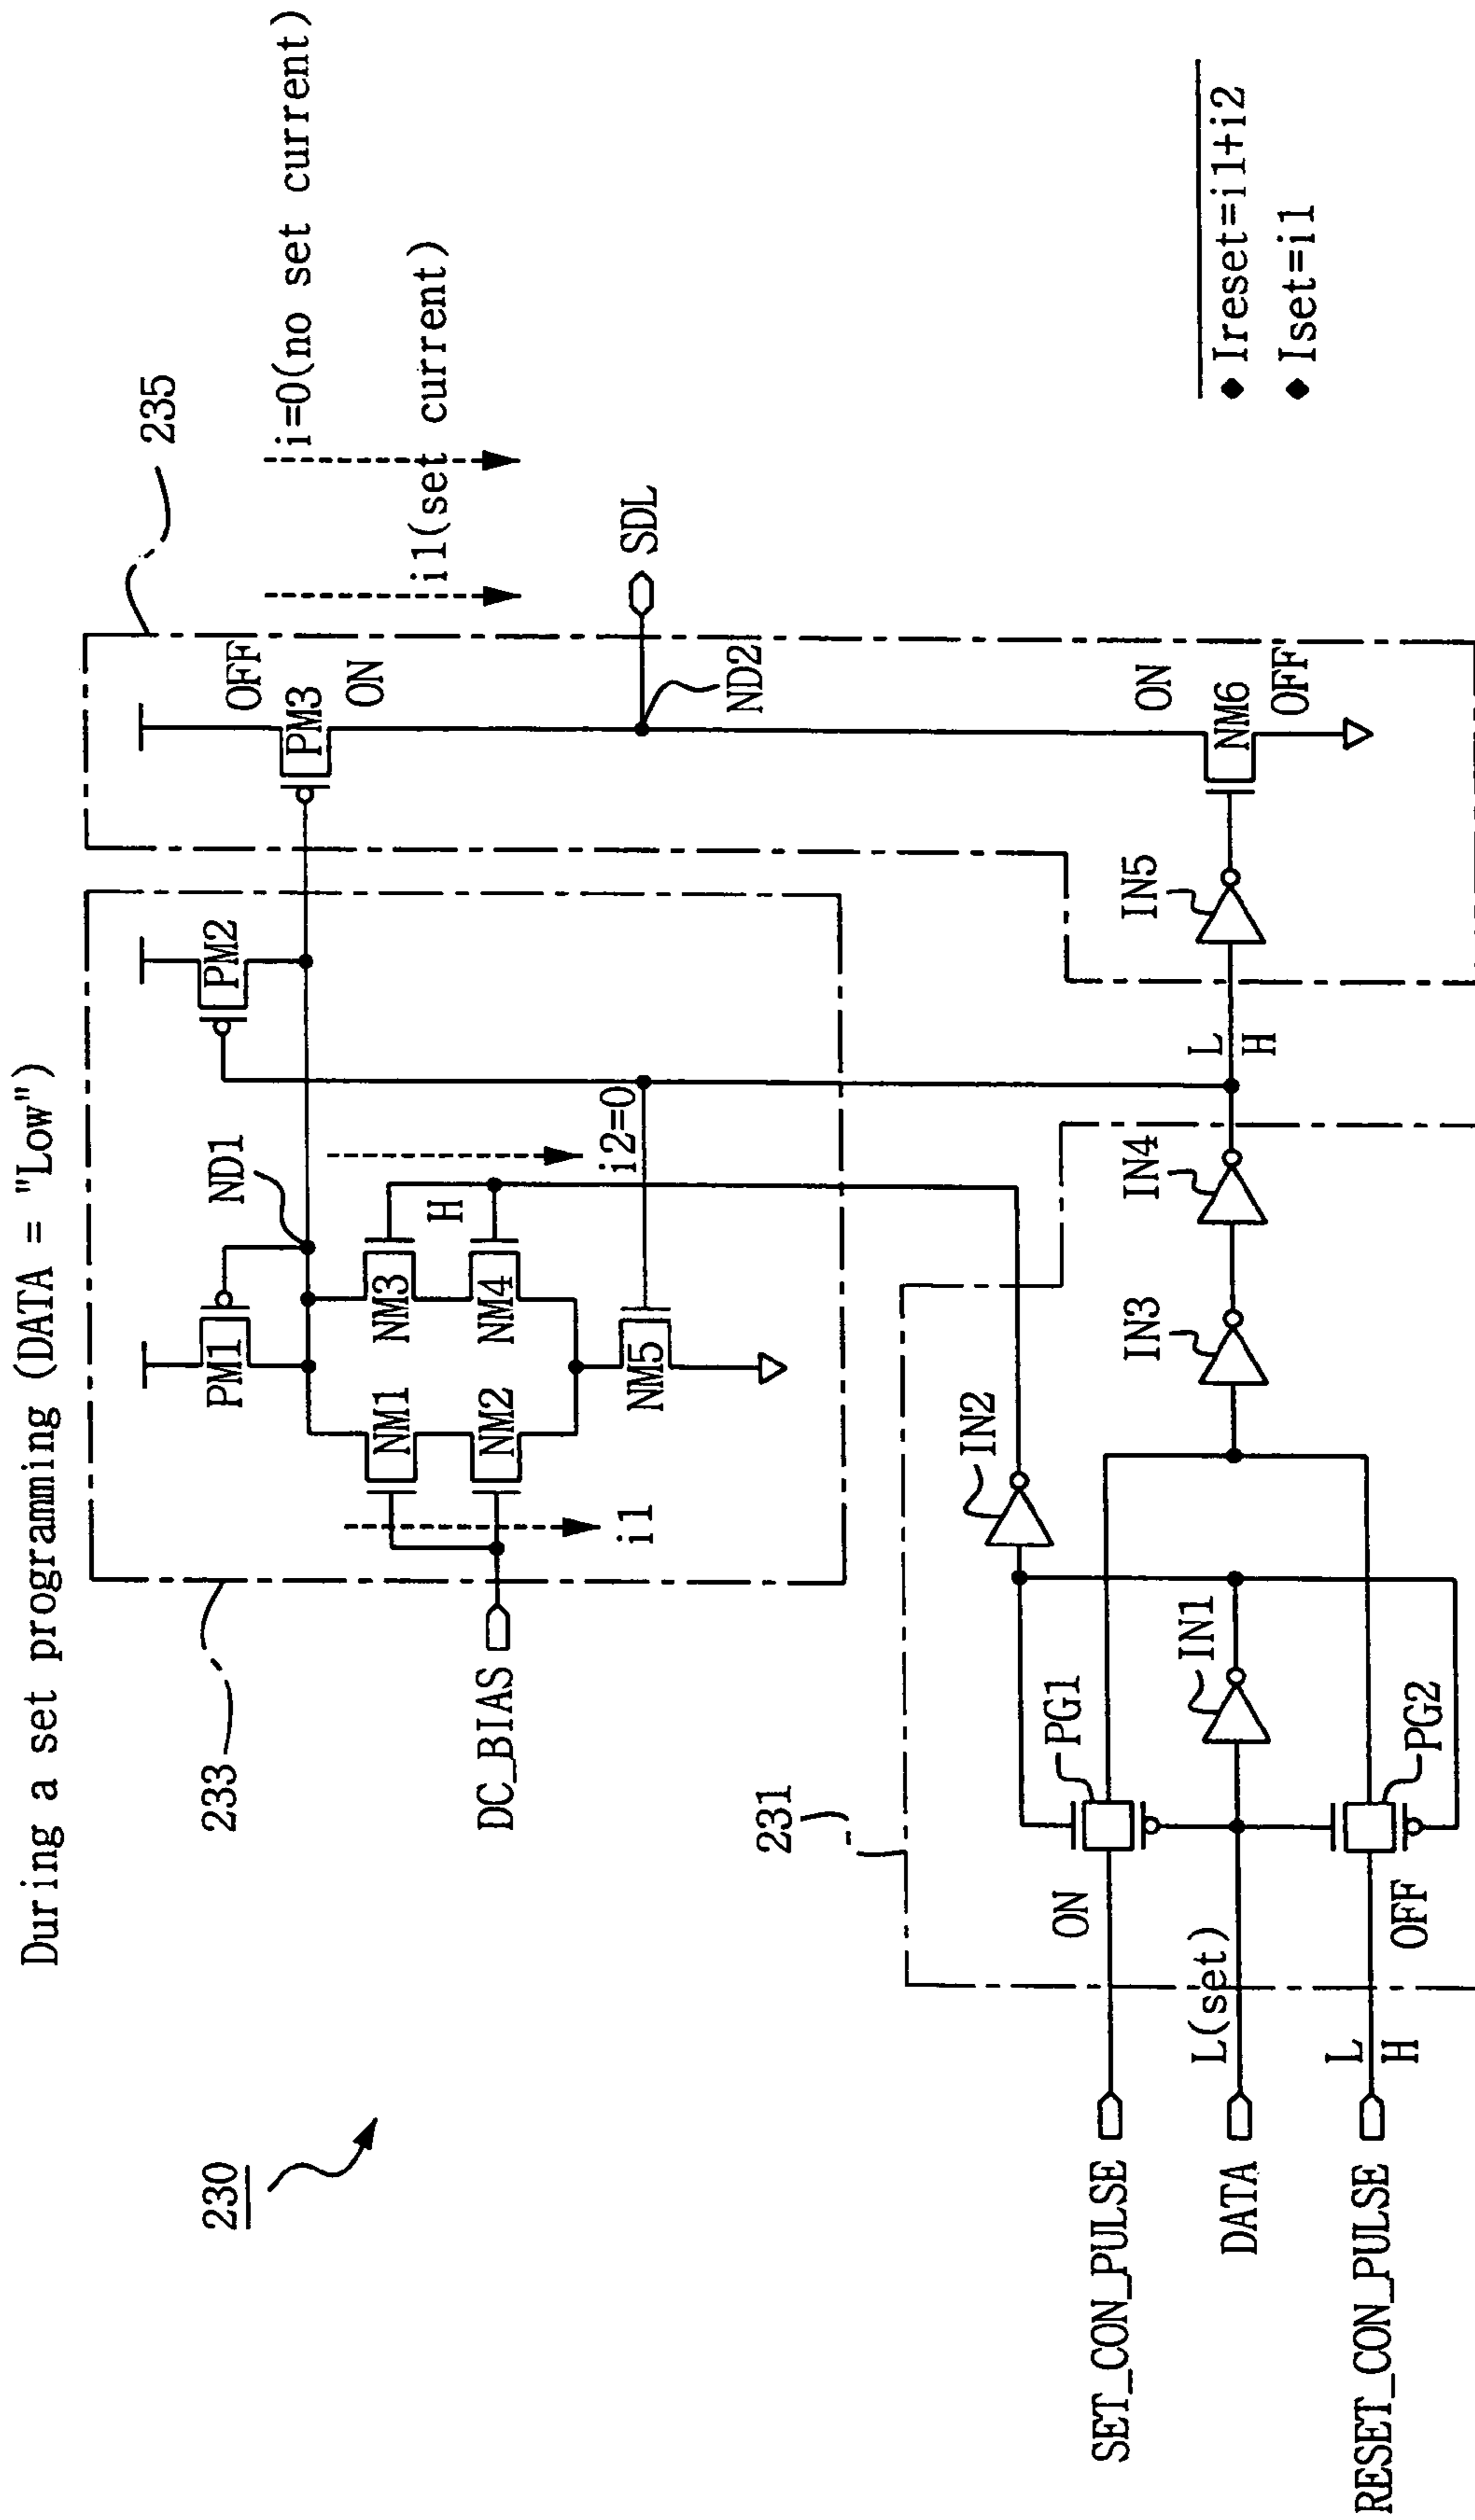 During a set programming (DATA = "Low")
230
233
235
PM1
ND1
PM2
OFF
PM3
ON
i=0(no set current)
i1(set current)
NM1
NM3
H
NM2
NM4
DC_BIAS
i1
i2=0
NM5
SDL
ND2
231
IN2
SET_CON_PULSE
ON
PG1
IN1
IN3
IN4
L
H
IN5
ON
NM6
OFF
DATA
L(set)
RESET_CON_PULSE
L
H
OFF
PG2
◆ Ireset=i1+i2
◆ Iset=i1